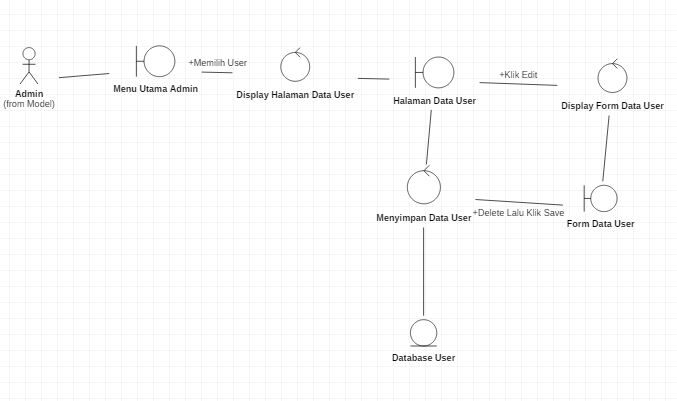 Admin
(from Model)
Menu Utama Admin
+Memilih User
Display Halaman Data User
Halaman Data User
+Klik Edit
Display Form Data User
Menyimpan Data User
+Delete Lalu Klik Save
Form Data User
Database User